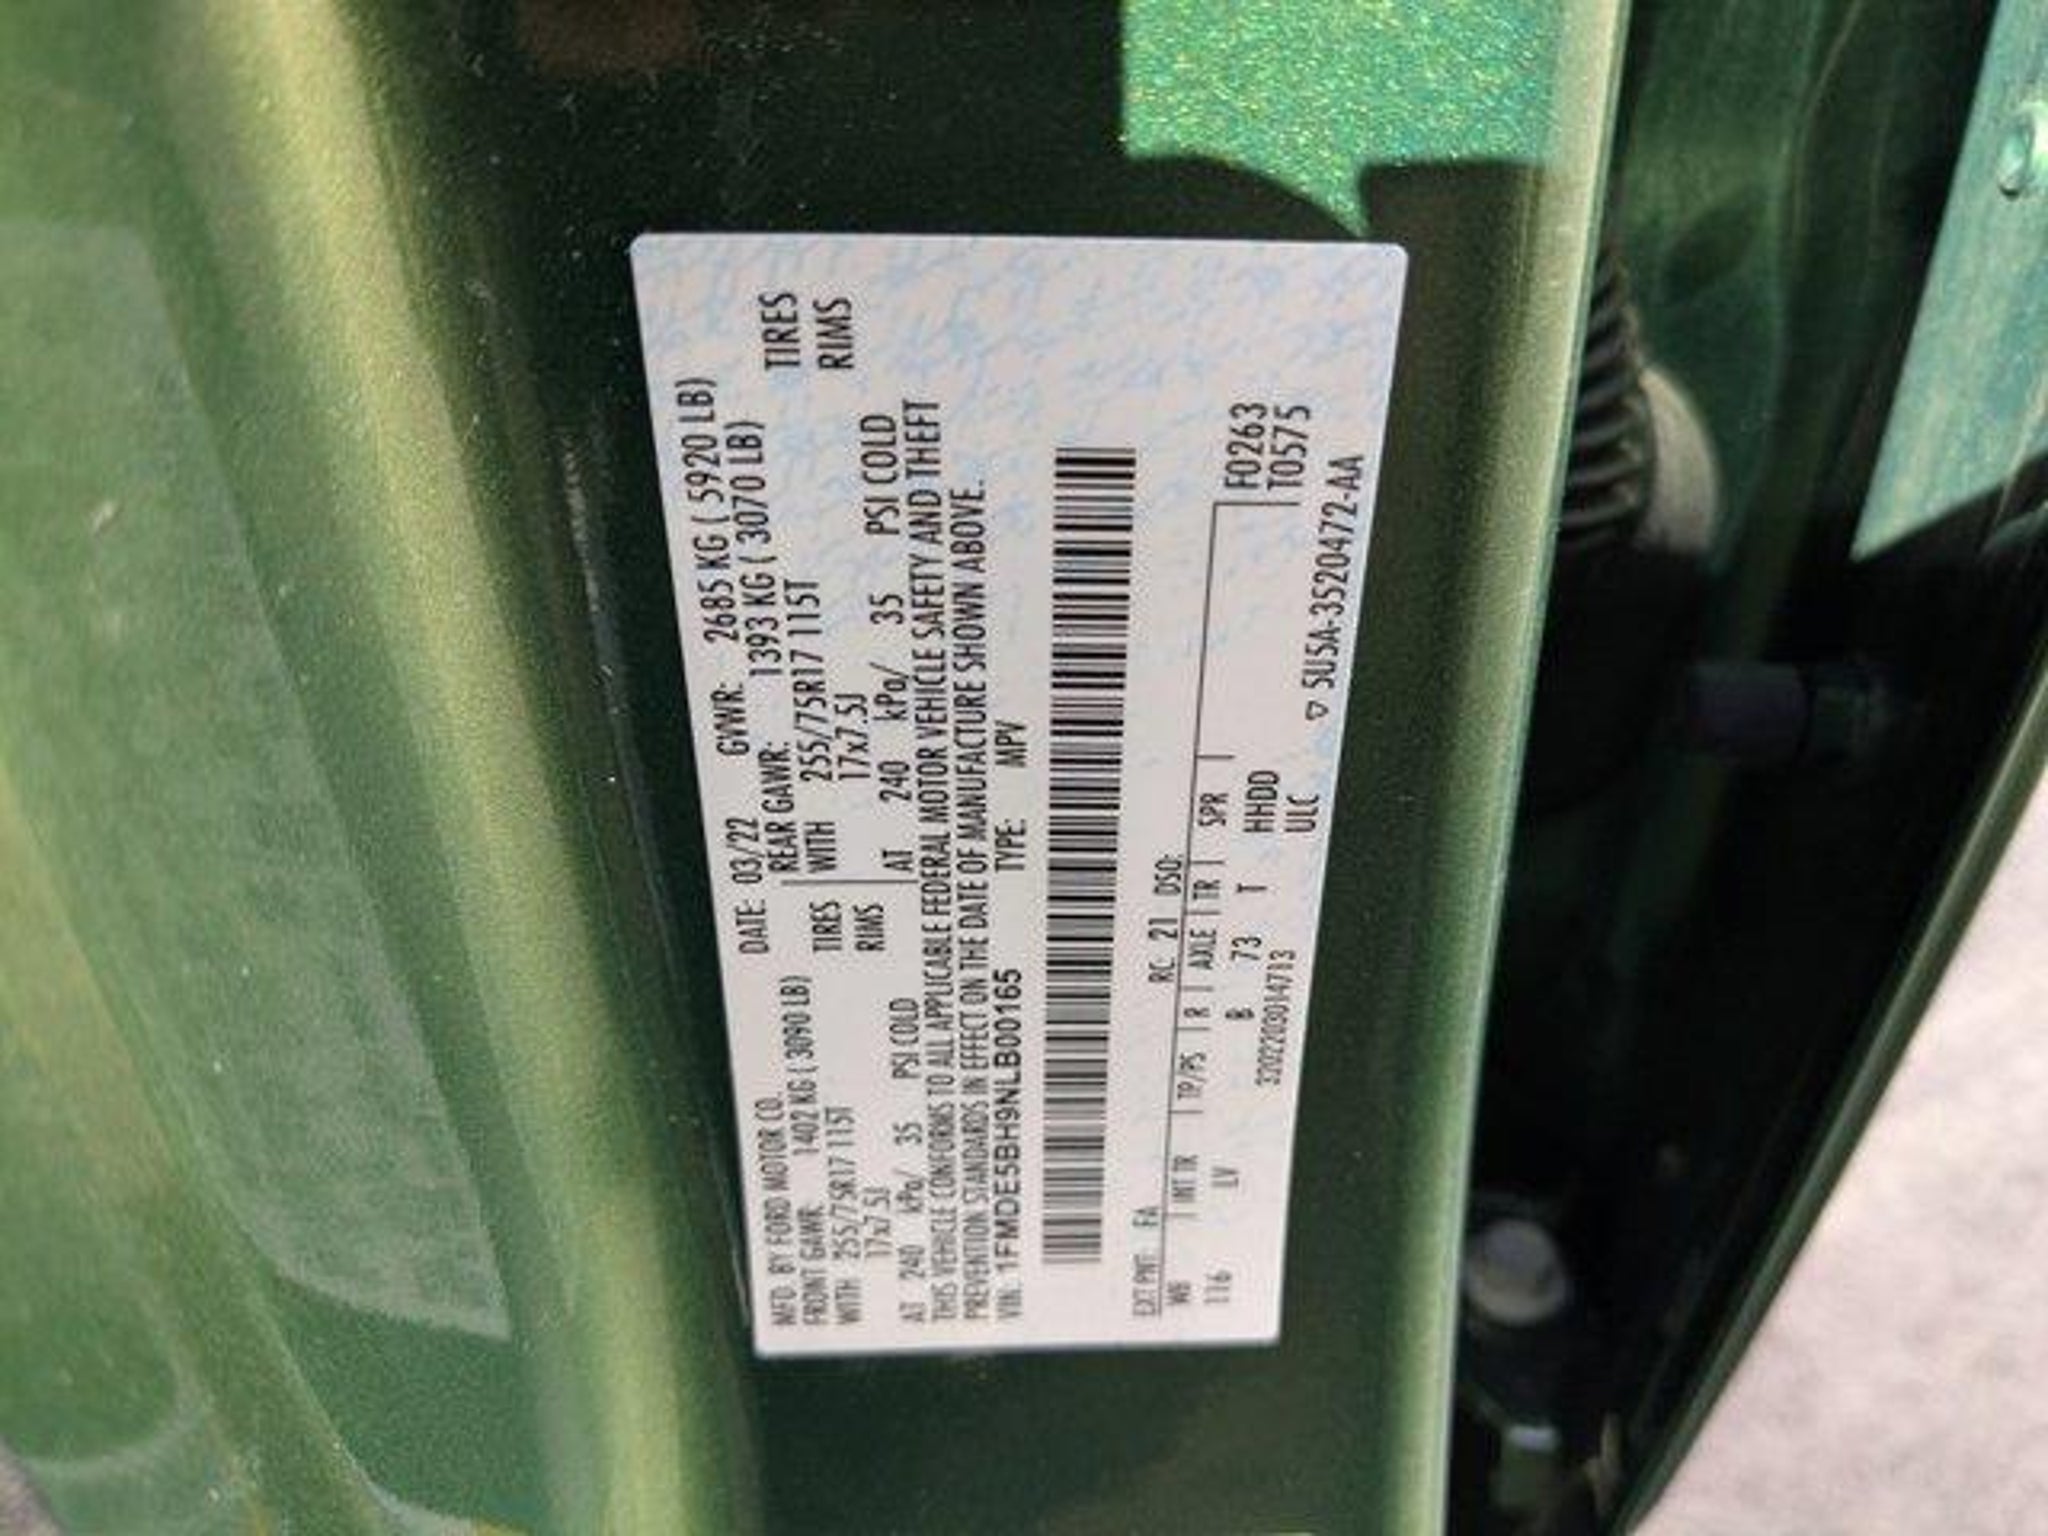 MFD. BY FORD MOTOR CO. DATE: 03/22 GVWR: 2685 KG ( 5920 LB)
FRONT GAWR: 1402 KG ( 3090 LB) REAR GAWR: 1393 KG ( 3070 LB)
WITH 255/75R17 115T TIRES WITH 255/75R17 115T TIRES
17x7.5J RIMS 17x7.5J RIMS
AT 240 kPa/ 35 PSI COLD AT 240 kPa/ 35 PSI COLD
THIS VEHICLE CONFORMS TO ALL APPLICABLE FEDERAL MOTOR VEHICLE SAFETY AND THEFT
PREVENTION STANDARDS IN EFFECT ON THE DATE OF MANUFACTURE SHOWN ABOVE.
VIN: 1FMDE5BH9NLB00165 TYPE: MPV
EXT PNT: FA RC: 21 DSO:
WB INT TR TP/PS R AXLE TR SPR F0263
116 LV B 73 T HHDD T0575
3202203014713 ULC
▽ 5U5A-3520472-AA